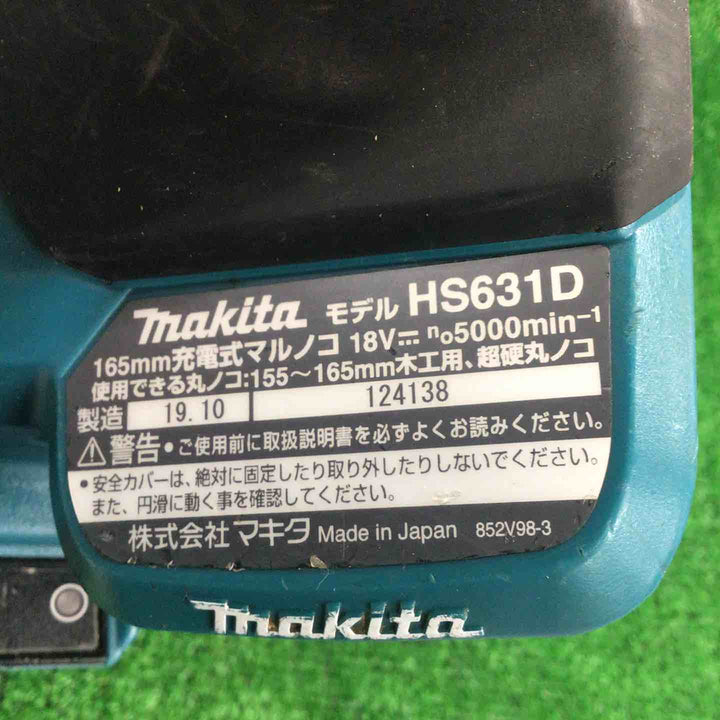 makita モデル HS631D
165mm充電式マルノコ 18V⎓ n₀5000min⁻¹
使用できる丸ノコ:155～165mm木工用、超硬丸ノコ
製造 19.10 124138
⚠警告 • ご使用前に取扱説明書を必ずよくお読みください。
• 安全カバーは、絶対に固定したり取り外したりしないでください。
また、円滑に動く事を確認してください。
株式会社マキタ Made in Japan 852V98-3
makita